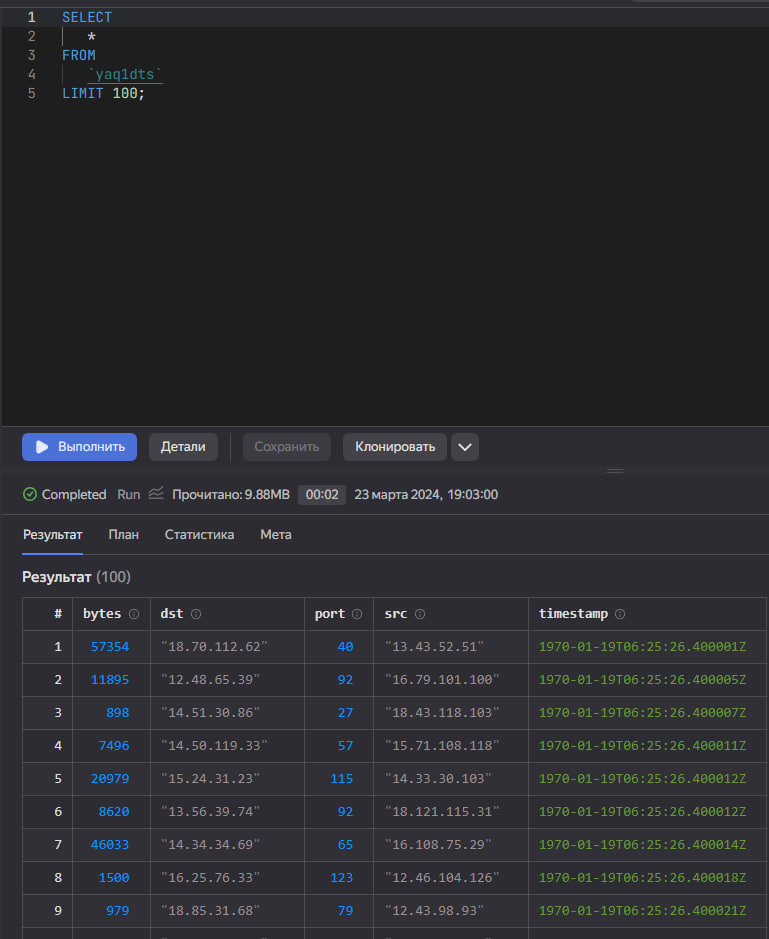 1 SELECT
2 *
3 FROM
4 `yaq1dts`
5 LIMIT 100;
Выполнить Детали Сохранить Клонировать
Completed Run Прочитано: 9.88MB 00:02 23 марта 2024, 19:03:00
Результат План Статистика Мета
Результат (100)
# bytes dst port src timestamp
1 57354 "18.70.112.62" 40 "13.43.52.51" 1970-01-19T06:25:26.400001Z
2 11895 "12.48.65.39" 92 "16.79.101.100" 1970-01-19T06:25:26.400005Z
3 898 "14.51.30.86" 27 "18.43.118.103" 1970-01-19T06:25:26.400007Z
4 7496 "14.50.119.33" 57 "15.71.108.118" 1970-01-19T06:25:26.400011Z
5 20979 "15.24.31.23" 115 "14.33.30.103" 1970-01-19T06:25:26.400012Z
6 8620 "13.56.39.74" 92 "18.121.115.31" 1970-01-19T06:25:26.400012Z
7 46033 "14.34.34.69" 65 "16.108.75.29" 1970-01-19T06:25:26.400014Z
8 1500 "16.25.76.33" 123 "12.46.104.126" 1970-01-19T06:25:26.400018Z
9 979 "18.85.31.68" 79 "12.43.98.93" 1970-01-19T06:25:26.400021Z